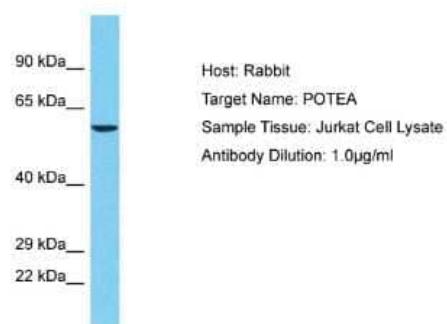 90 kDa
65 kDa
40 kDa
29 kDa
22 kDa
Host: Rabbit
Target Name: POTEA
Sample Tissue: Jurkat Cell Lysate
Antibody Dilution: 1.0μg/ml